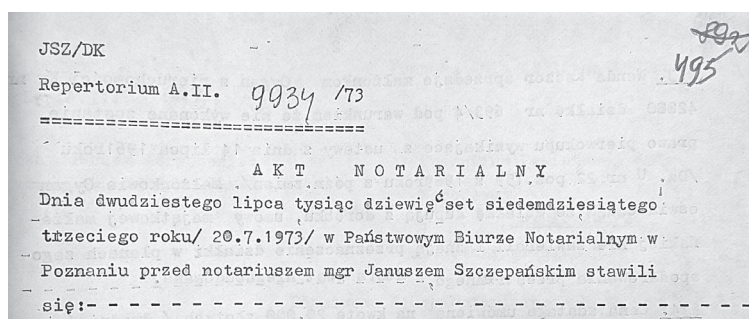 JSZ/DK
Repertorium A.II. 9934 /73
================================
495
AKT NOTARIALNY
Dnia dwudziestego lipca tysiąc dziewięćset siedemdziesiątego
trzeciego roku/ 20.7.1973/ w Państwowym Biurze Notarialnym w
Poznaniu przed notariuszem mgr Januszem Szczepańskim stawili
się:- - - - - - - - - - - - - - - - - - - - - - - - - - - - - -